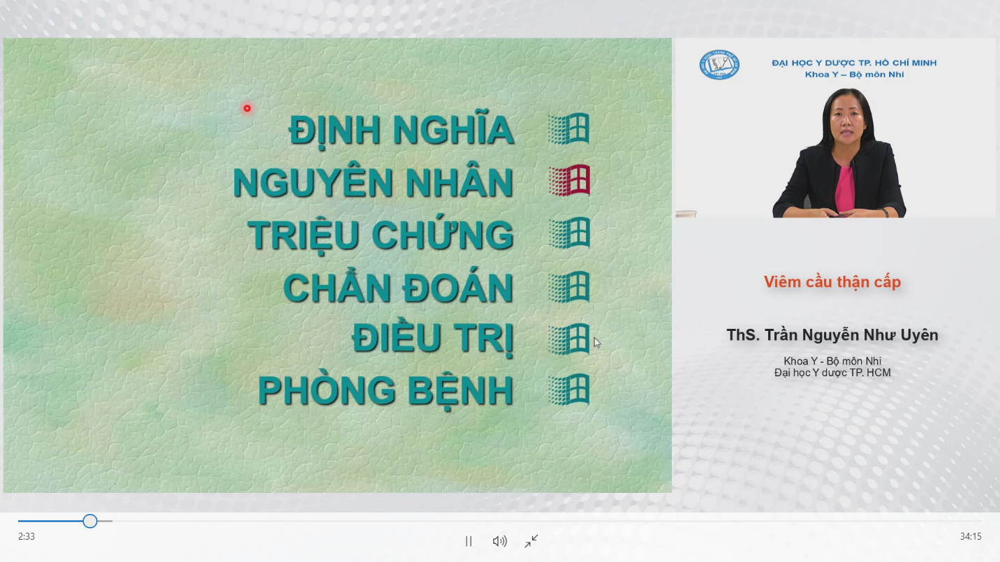 ĐỊNH NGHĨA
NGUYÊN NHÂN
TRIỆU CHỨNG
CHẨN ĐOÁN
ĐIỀU TRỊ
PHÒNG BỆNH
ĐẠI HỌC Y DƯỢC TP. HỒ CHÍ MINH
Khoa Y – Bộ môn Nhi
Viêm cầu thận cấp
ThS. Trần Nguyễn Như Uyên
Khoa Y - Bộ môn Nhi
Đại học Y dược TP. HCM
2:33
34:15